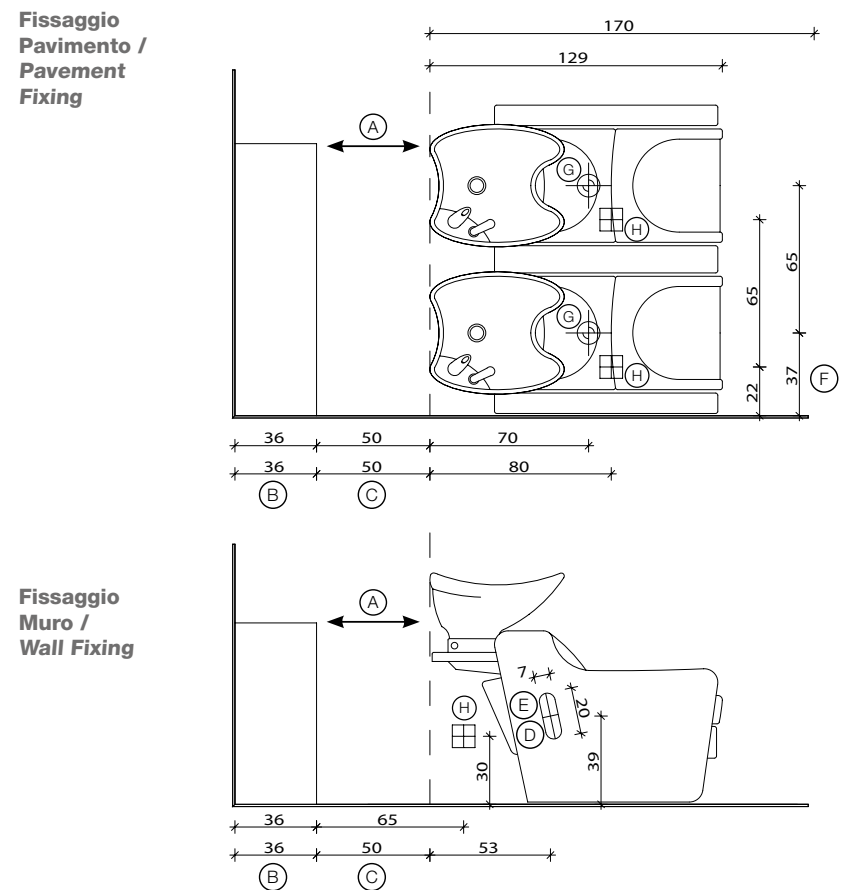 Fissaggio
Pavimento /
Pavement
Fixing
170
129
A
G
H
65
65
G
H
22
37
F
36 50 70
36 50 80
B C
Fissaggio
Muro /
Wall Fixing
A
7
E
20
H
D
30
39
36 65
36 50 53
B C